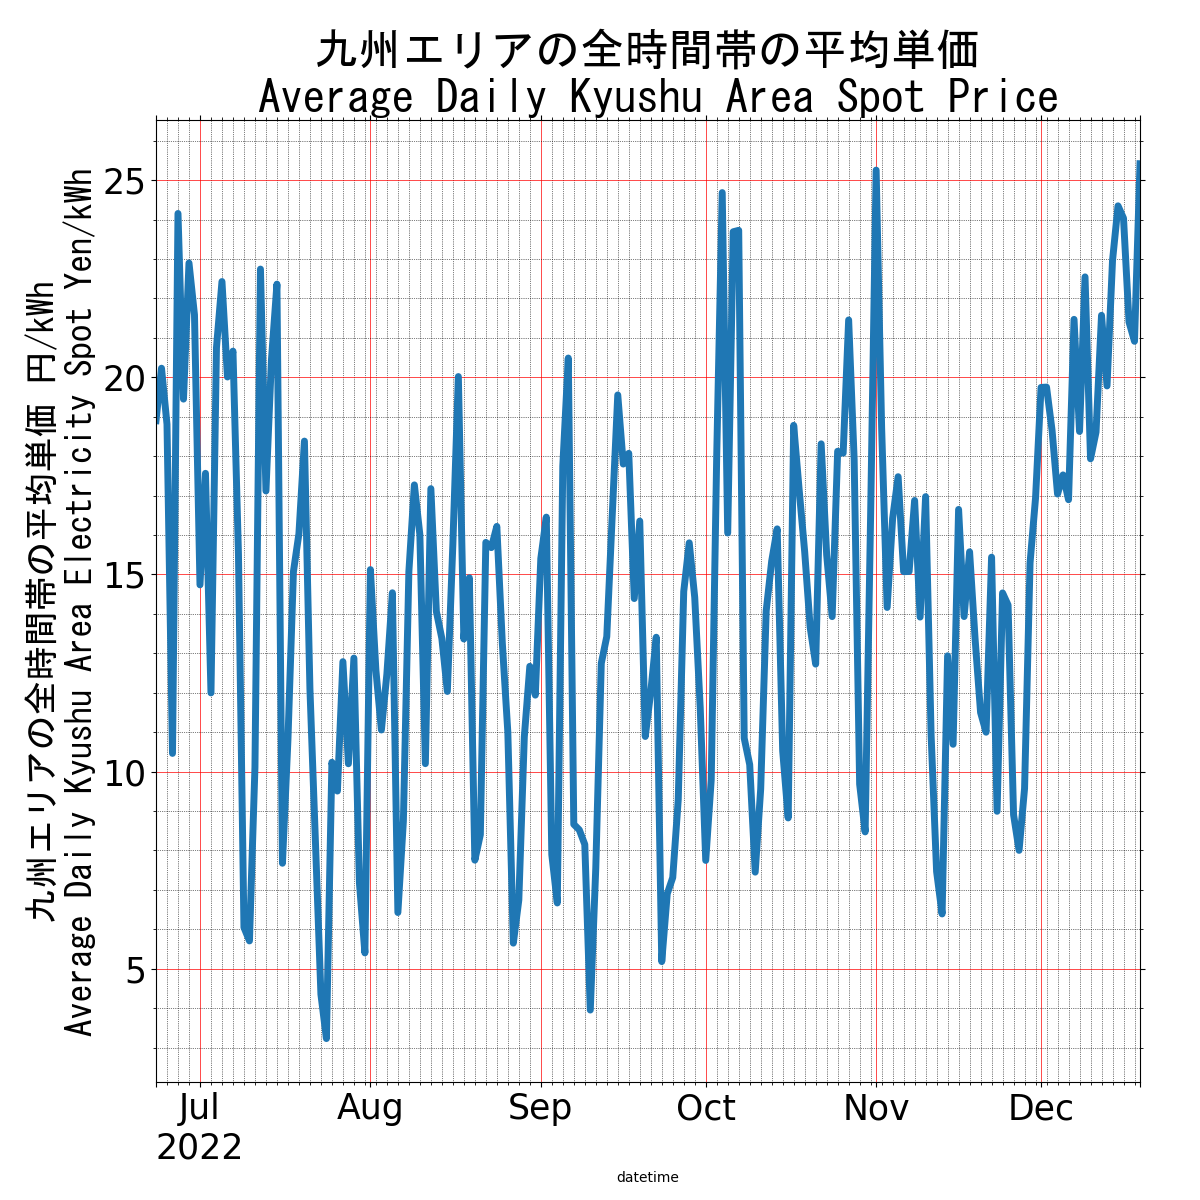 九州エリアの全時間帯の平均単価
Average Daily Kyushu Area Spot Price
九州エリアの全時間帯の平均単価 円/kWh
Average Daily Kyushu Area Electricity Spot Yen/kWh
25
20
15
10
5
Jul
2022
Aug
Sep
Oct
Nov
Dec
datetime